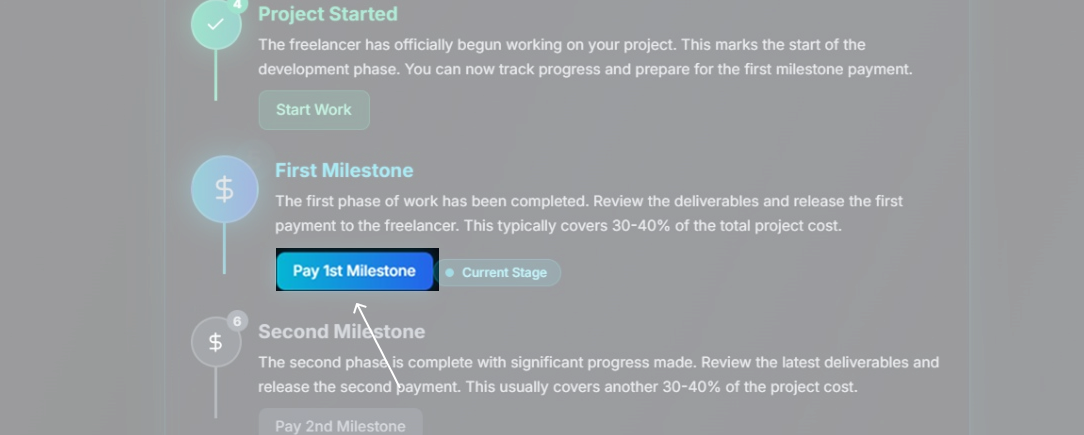 4
Project Started
The freelancer has officially begun working on your project. This marks the start of the
development phase. You can now track progress and prepare for the first milestone payment.
Start Work
$
First Milestone
The first phase of work has been completed. Review the deliverables and release the first
payment to the freelancer. This typically covers 30-40% of the total project cost.
Pay 1st Milestone
Current Stage
6
$
Second Milestone
The second phase is complete with significant progress made. Review the latest deliverables and
release the second payment. This usually covers another 30-40% of the project cost.
Pay 2nd Milestone